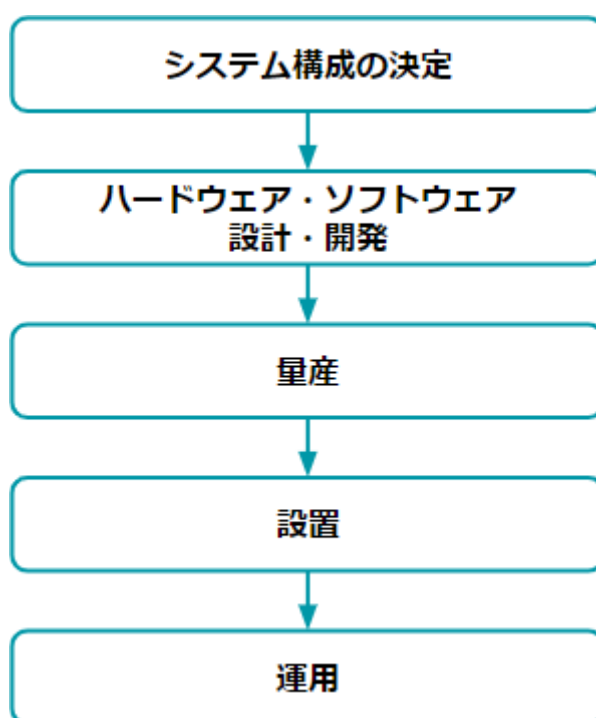 システム構成の決定
ハードウェア・ソフトウェア
設計・開発
量産
設置
運用